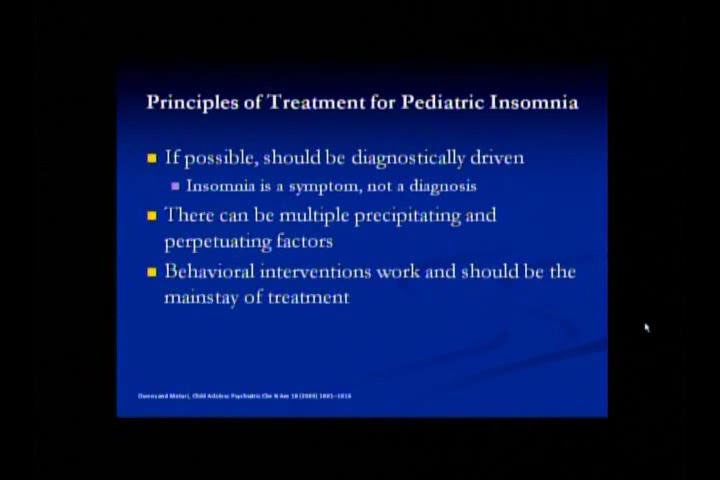 Principles of Treatment for Pediatric Insomnia
If possible, should be diagnostically driven
Insomnia is a symptom, not a diagnosis
There can be multiple precipitating and
perpetuating factors
Behavioral interventions work and should be the
mainstay of treatment
Owens and Moturi, Child Adolesc Psychiatric Clin N Am 18 (2009) 1001–1016